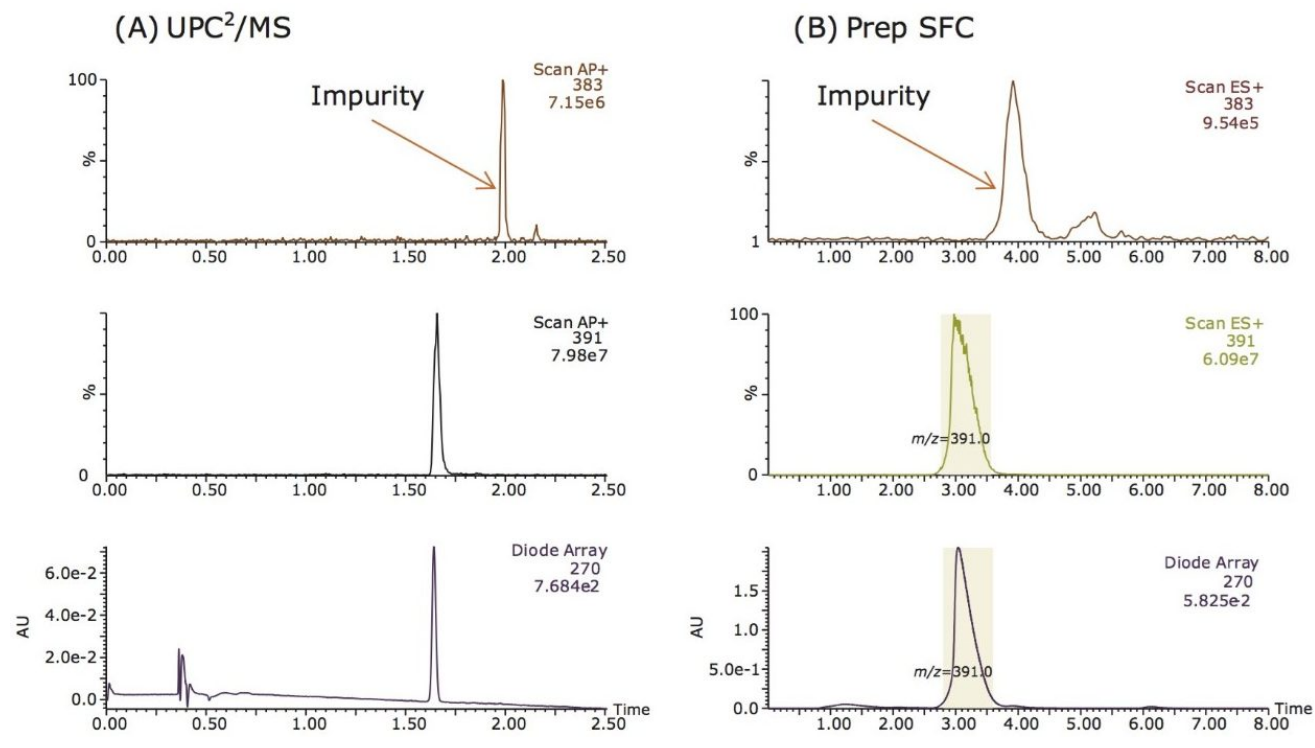 (A) UPC²/MS
Scan AP+
383
7.15e6
Impurity
100
%
0
0.00 0.50 1.00 1.50 2.00 2.50
Scan AP+
391
7.98e7
%
0
0.00 0.50 1.00 1.50 2.00 2.50
Diode Array
270
7.684e2
6.0e-2
4.0e-2
2.0e-2
0.0
AU
0.00 0.50 1.00 1.50 2.00 2.50 Time
(B) Prep SFC
Scan ES+
383
9.54e5
Impurity
%
1
1.00 2.00 3.00 4.00 5.00 6.00 7.00 8.00
Scan ES+
391
6.09e7
100
%
0
m/z=391.0
1.00 2.00 3.00 4.00 5.00 6.00 7.00 8.00
Diode Array
270
5.825e-2
1.5
1.0
5.0e-1
0.0
AU
m/z=391.0
1.00 2.00 3.00 4.00 5.00 6.00 7.00 8.00 Time